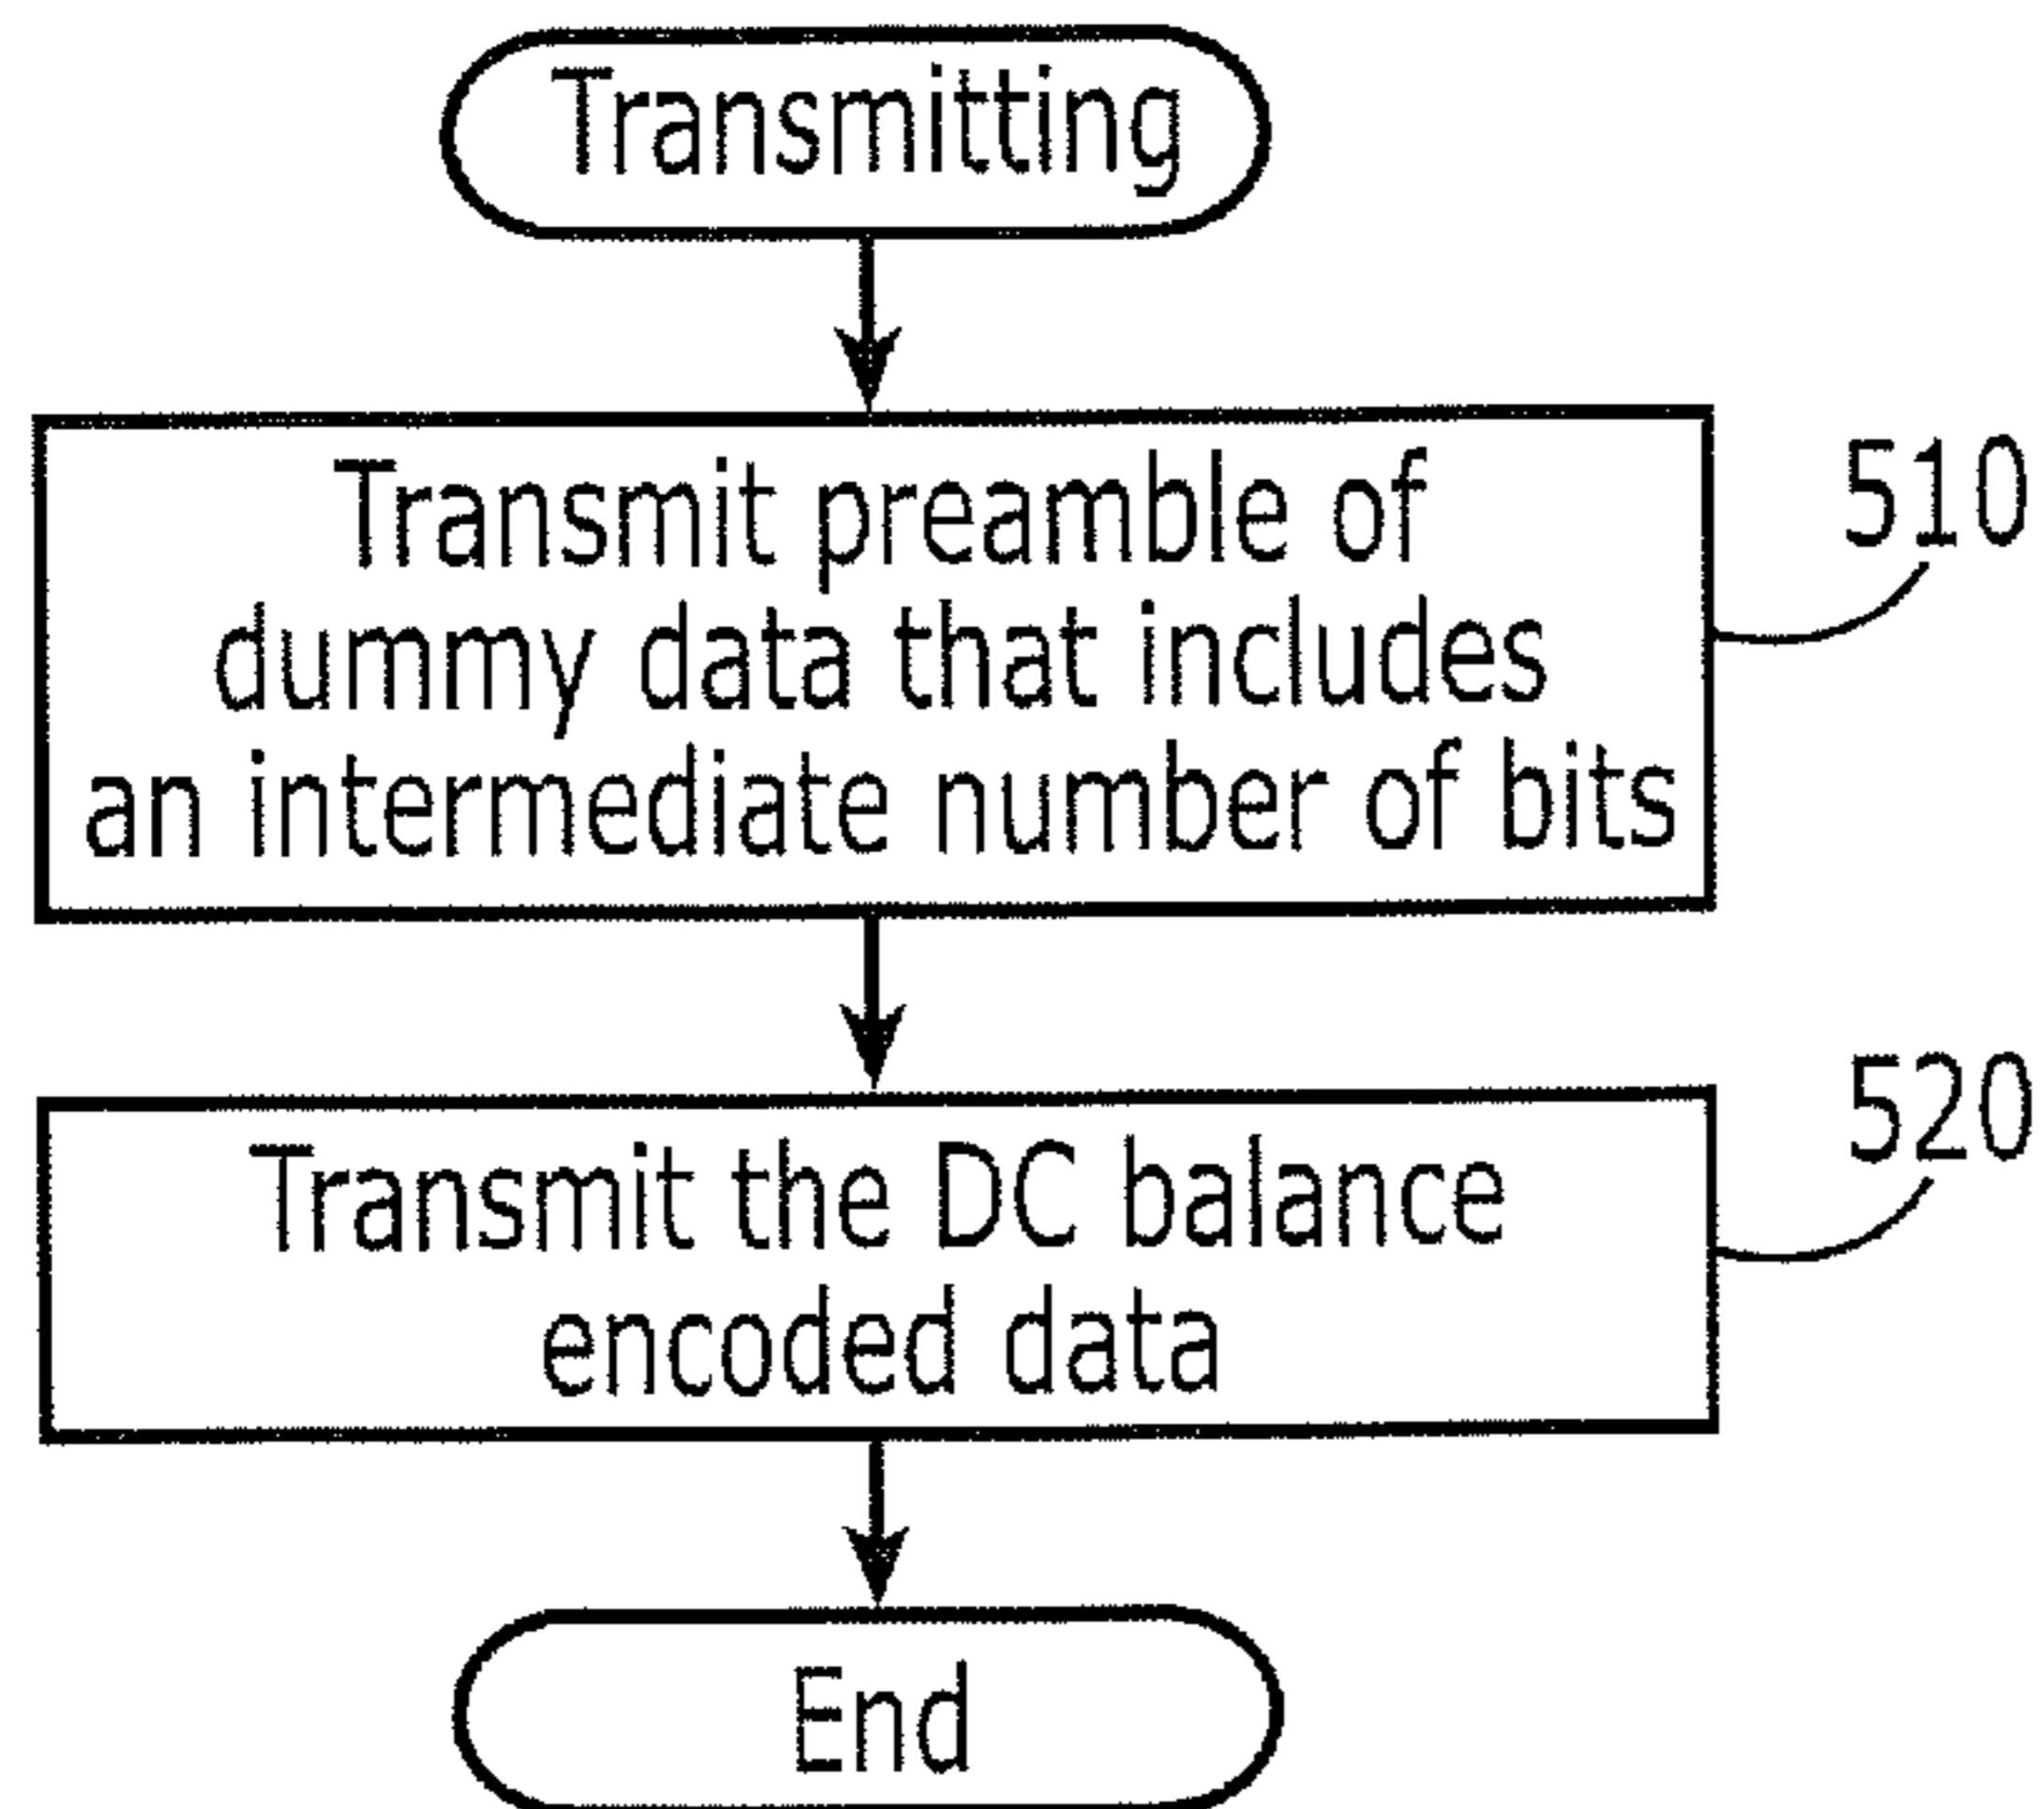 Transmitting
Transmit preamble of
dummy data that includes
an intermediate number of bits
510
Transmit the DC balance
encoded data
520
End